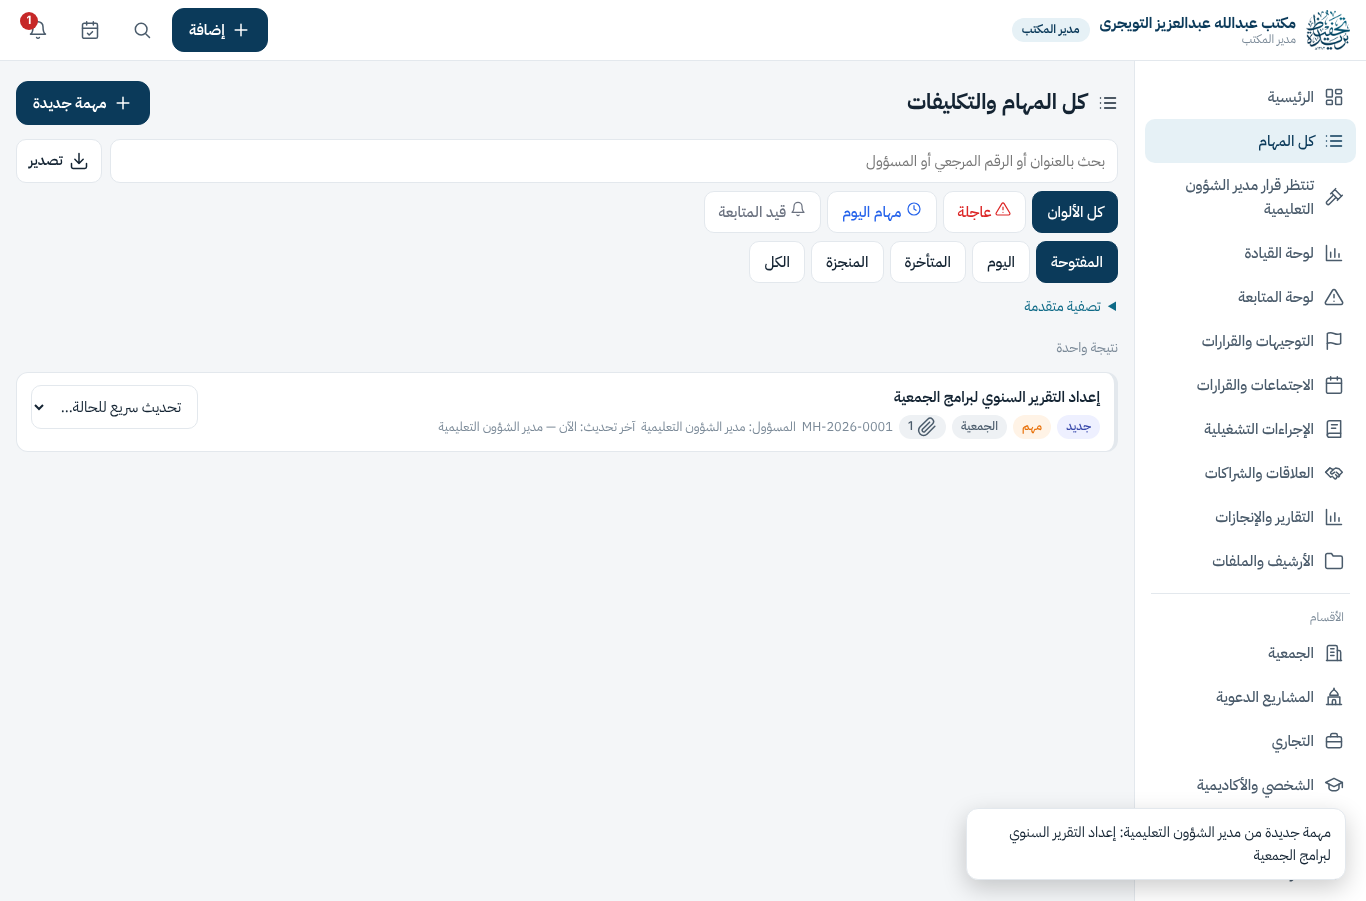 مكتب عبدالله عبدالعزيز التويجري
مدير المكتب
مدير المكتب
إضافة
1
الرئيسية
كل المهام
تنتظر قرار مدير الشؤون
التعليمية
لوحة القيادة
لوحة المتابعة
التوجيهات والقرارات
الاجتماعات والقرارات
الإجراءات التشغيلية
العلاقات والشراكات
التقارير والإنجازات
الأرشيف والملفات
الأقسام
الجمعية
المشاريع الدعوية
التجاري
الشخصي والأكاديمية
كل المهام والتكليفات
مهمة جديدة
بحث بالعنوان أو الرقم المرجعي أو المسؤول
تصدير
كل الألوان
عاجلة
مهام اليوم
قيد المتابعة
المفتوحة
اليوم
المتأخرة
المنجزة
الكل
تصفية متقدمة
نتيجة واحدة
إعداد التقرير السنوي لبرامج الجمعية
جديد
مهم
الجمعية
1
MH-2026-0001
المسؤول: مدير الشؤون التعليمية
آخر تحديث: الآن — مدير الشؤون التعليمية
تحديث سريع للحالة...
مهمة جديدة من مدير الشؤون التعليمية: إعداد التقرير السنوي
لبرامج الجمعية